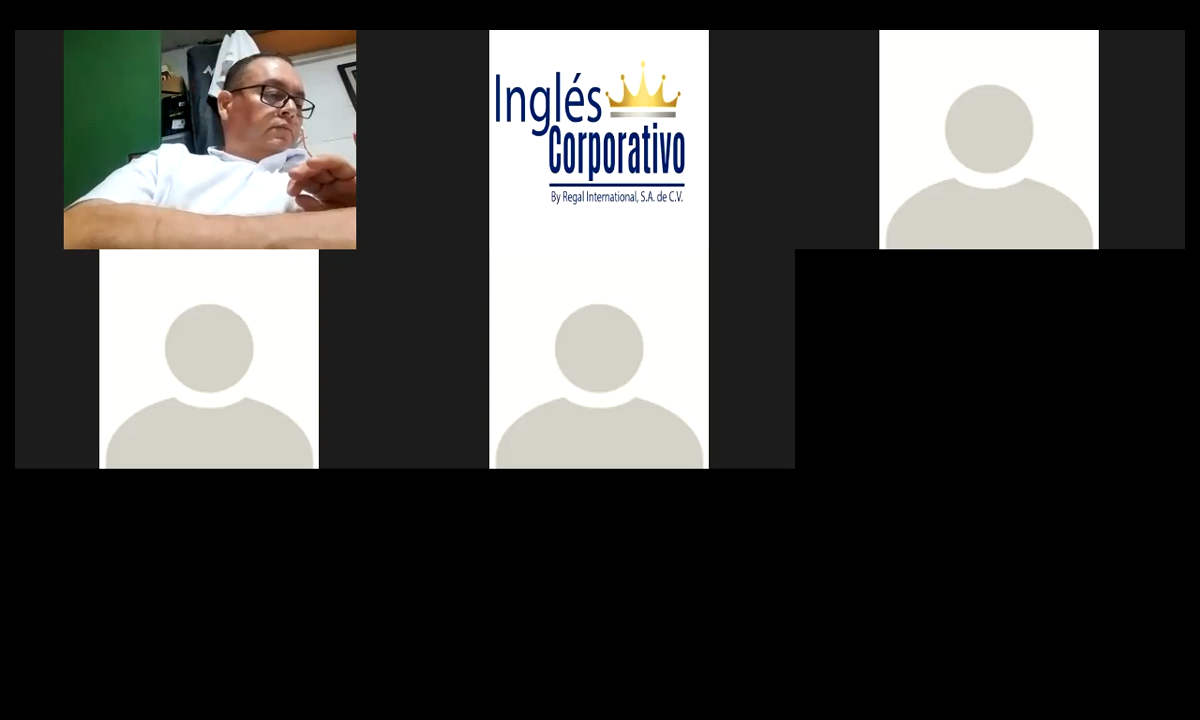 Inglés
Corporativo
By Regal International, S.A. de C.V.